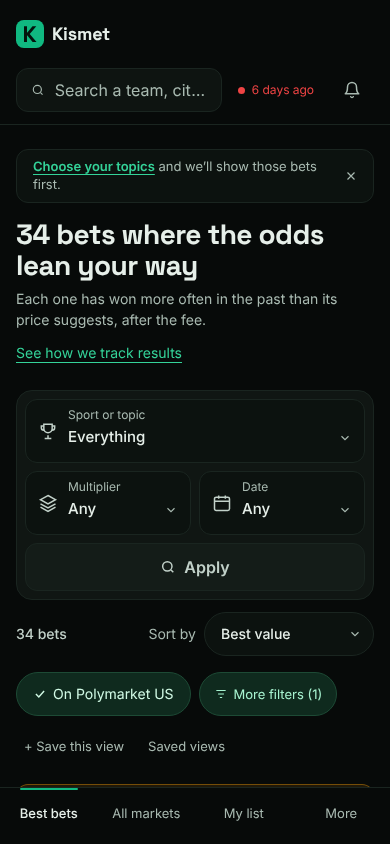 K Kismet
Search a team, cit...
6 days ago
Choose your topics and we'll show those bets
first.
34 bets where the odds
lean your way
Each one has won more often in the past than its
price suggests, after the fee.
See how we track results
Sport or topic
Everything
Multiplier
Any
Date
Any
Apply
34 bets
Sort by
Best value
On Polymarket US
More filters (1)
+ Save this view
Saved views
Best bets
All markets
My list
More